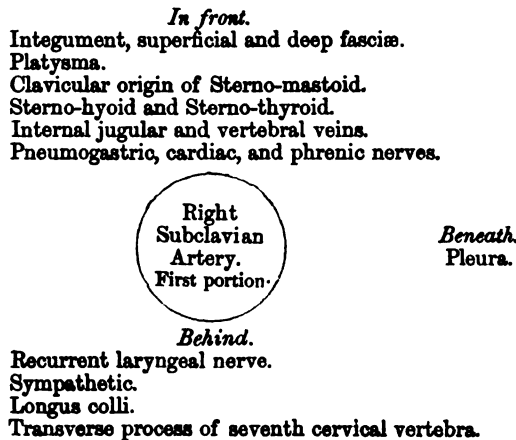 In front.
Integument, superficial and deep fasciæ.
Platysma.
Clavicular origin of Sterno-mastoid.
Sterno-hyoid and Sterno-thyroid.
Internal jugular and vertebral veins.
Pneumogastric, cardiac, and phrenic nerves.
Right
Subclavian
Artery.
First portion.
Beneath.
Pleura.
Behind.
Recurrent laryngeal nerve.
Sympathetic.
Longus colli.
Transverse process of seventh cervical vertebra.